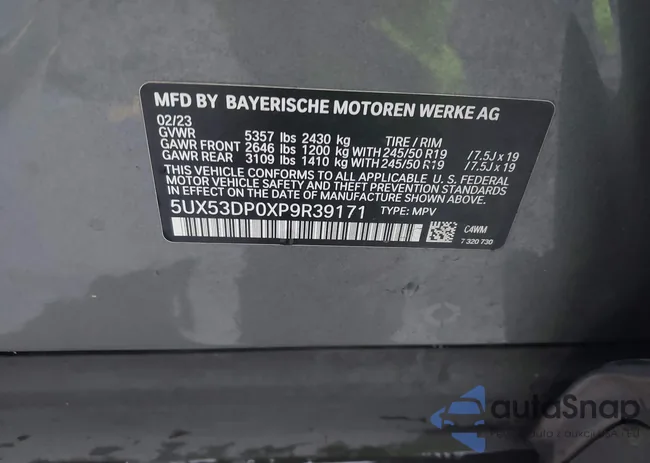 MFD BY BAYERISCHE MOTOREN WERKE AG
02/23
GVWR 5357 lbs 2430 kg TIRE / RIM
GAWR FRONT 2646 lbs 1200 kg WITH 245/50 R19 / 7.5J x 19
GAWR REAR 3109 lbs 1410 kg WITH 245/50 R19 / 7.5J x 19
THIS VEHICLE CONFORMS TO ALL APPLICABLE U. S. FEDERAL
MOTOR VEHICLE SAFETY AND THEFT PREVENTION STANDARDS
IN EFFECT ON THE DATE OF MANUFACTURE SHOWN ABOVE.
5UX53DP0XP9R39171 TYPE: MPV
C4WM
7 320 730
autoSnap